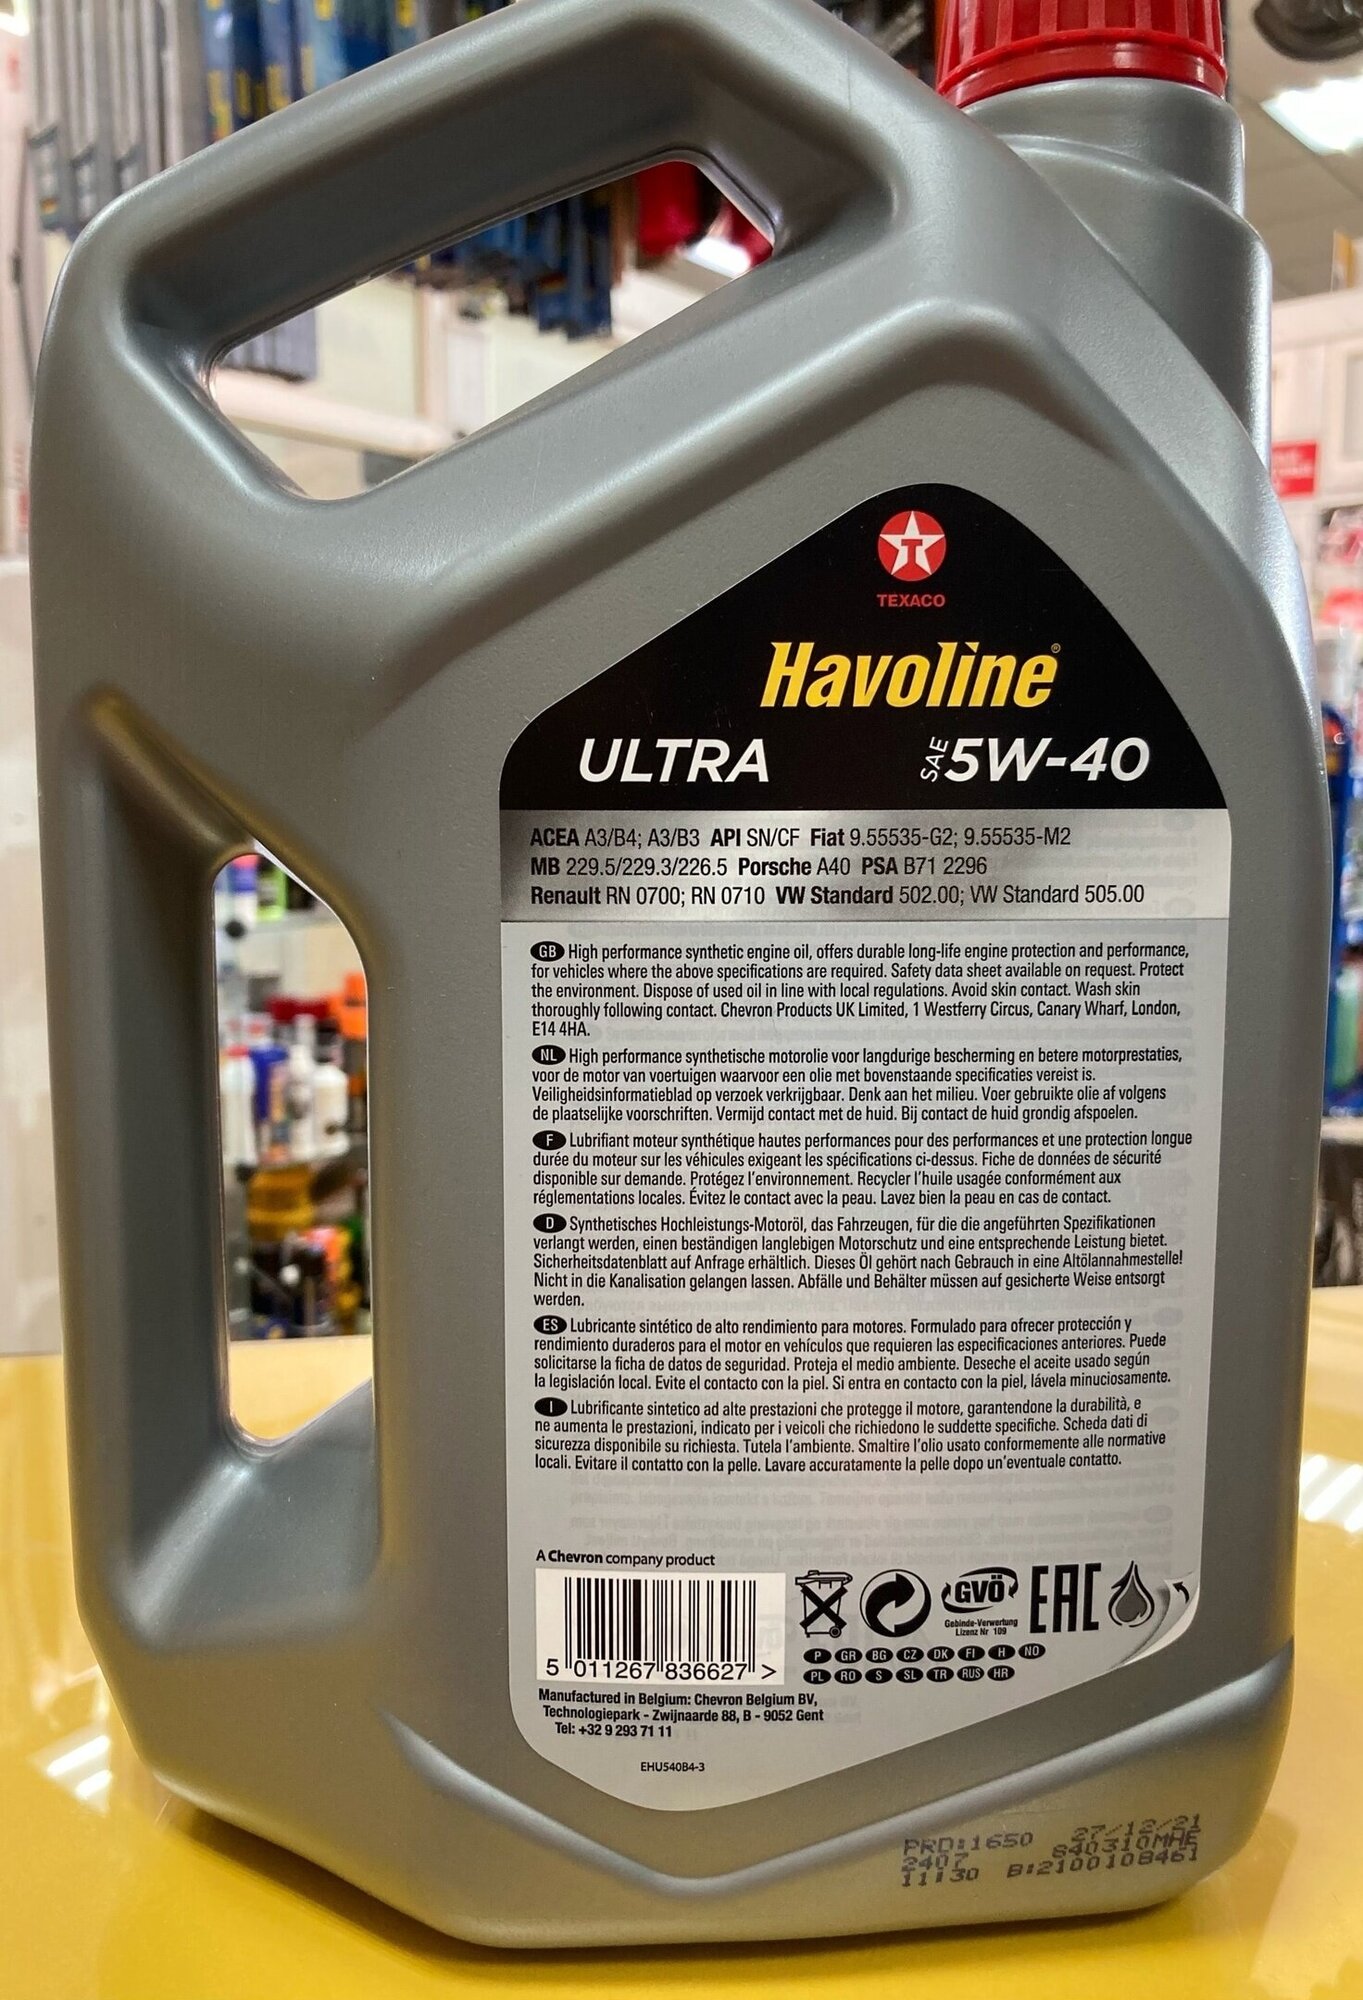 TEXACO
Havoline®
ULTRA SAE 5W-40
ACEA A3/B4; A3/B3 API SN/CF Fiat 9.55535-G2; 9.55535-M2
MB 229.5/229.3/226.5 Porsche A40 PSA B71 2296
Renault RN 0700; RN 0710 VW Standard 502.00; VW Standard 505.00
GB High performance synthetic engine oil, offers durable long-life engine protection and performance,
for vehicles where the above specifications are required. Safety data sheet available on request. Protect
the environment. Dispose of used oil in line with local regulations. Avoid skin contact. Wash skin
thoroughly following contact. Chevron Products UK Limited, 1 Westferry Circus, Canary Wharf, London,
E14 4HA.
NL High performance synthetische motorolie voor langdurige bescherming en betere motorprestaties,
voor de motor van voertuigen waarvoor een olie met bovenstaande specificaties vereist is.
Veiligheidsinformatieblad op verzoek verkrijgbaar. Denk aan het milieu. Voer gebruikte olie af volgens
de plaatselijke voorschriften. Vermijd contact met de huid. Bij contact de huid grondig afspoelen.
F Lubrifiant moteur synthétique hautes performances pour des performances et une protection longue
durée du moteur sur les véhicules exigeant les spécifications ci-dessus. Fiche de données de sécurité
disponible sur demande. Protégez l'environnement. Recycler l'huile usagée conformément aux
réglementations locales. Évitez le contact avec la peau. Lavez bien la peau en cas de contact.
D Synthetisches Hochleistungs-Motoröl, das Fahrzeugen, für die die angeführten Spezifikationen
verlangt werden, einen beständigen langlebigen Motorschutz und eine entsprechende Leistung bietet.
Sicherheitsdatenblatt auf Anfrage erhältlich. Dieses Öl gehört nach Gebrauch in eine Altölannahmestelle!
Nicht in die Kanalisation gelangen lassen. Abfälle und Behälter müssen auf gesicherte Weise entsorgt
werden.
ES Lubricante sintético de alto rendimiento para motores. Formulado para ofrecer protección y
rendimiento duraderos para el motor en vehículos que requieren las especificaciones anteriores. Puede
solicitarse la ficha de datos de seguridad. Proteja el medio ambiente. Deseche el aceite usado según
la legislación local. Evite el contacto con la piel. Si entra en contacto con la piel, lávela minuciosamente.
I Lubrificante sintetico ad alte prestazioni che protegge il motore, garantendone la durabilità, e
ne aumenta le prestazioni, indicato per i veicoli che richiedono le suddette specifiche. Scheda dati di
sicurezza disponibile su richiesta. Tutela l'ambiente. Smaltire l'olio usato conformemente alle normative
locali. Evitare il contatto con la pelle. Lavare accuratamente la pelle dopo un'eventuale contatto.
A Chevron company product
GVÖ
Gebinde-Verwertung
Lizenz Nr 109
EAC
P GR BG CZ DK FI H NO
PL RO S SL TR RUS HR
5 011267 836627 >
Manufactured in Belgium: Chevron Belgium BV,
Technologiepark - Zwijnaarde 88, B - 9052 Gent
Tel: +32 9 293 71 11
EHU540B4-3
PRD:1650 27/12/21
2407 840310MHE
11:30 B:2100108461